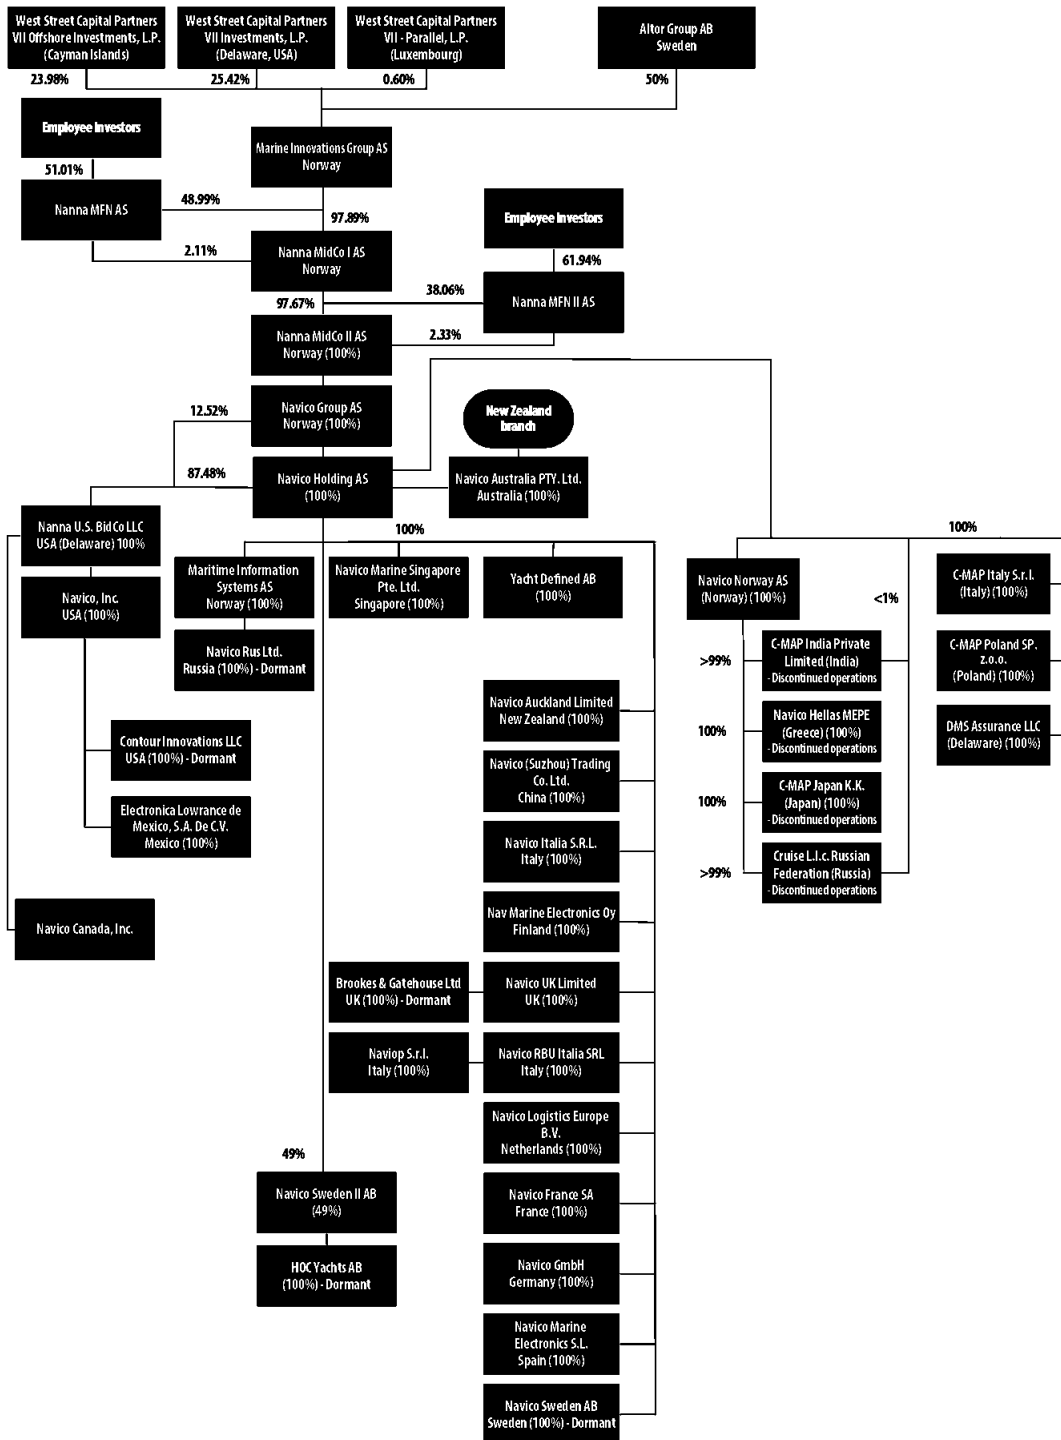 West Street Capital Partners
VII Offshore Investments, L.P.
(Cayman Islands)
West Street Capital Partners
VII Investments, L.P.
(Delaware, USA)
West Street Capital Partners
VII - Parallel, L.P.
(Luxembourg)
Altor Group AB
Sweden
23.98%
25.42%
0.60%
50%
Employee Investors
Marine Innovations Group AS
Norway
51.01%
Nanna MFN AS
48.99%
97.89%
Employee Investors
2.11%
Nanna MidCo I AS
Norway
61.94%
38.06%
97.67%
Nanna MFN II AS
Nanna MidCo II AS
Norway (100%)
2.33%
12.52%
Navico Group AS
Norway (100%)
New Zealand
branch
87.48%
Navico Holding AS
(100%)
Navico Australia PTY. Ltd.
Australia (100%)
Nanna U.S. BidCo LLC
USA (Delaware) 100%
100%
100%
Maritime Information
Systems AS
Norway (100%)
Navico Marine Singapore
Pte. Ltd.
Singapore (100%)
Yacht Defined AB
(100%)
Navico Norway AS
(Norway) (100%)
<1%
C-MAP Italy S.r.l.
(Italy) (100%)
Navico, Inc.
USA (100%)
Navico Rus Ltd.
Russia (100%) - Dormant
>99%
C-MAP India Private
Limited (India)
- Discontinued operations
C-MAP Poland SP.
z.o.o.
(Poland) (100%)
Navico Auckland Limited
New Zealand (100%)
100%
Navico Hellas MEPE
(Greece) (100%)
- Discontinued operations
DMS Assurance LLC
(Delaware) (100%)
Contour Innovations LLC
USA (100%) - Dormant
Navico (Suzhou) Trading
Co. Ltd.
China (100%)
100%
C-MAP Japan K.K.
(Japan) (100%)
- Discontinued operations
Electronica Lowrance de
Mexico, S.A. De C.V.
Mexico (100%)
Navico Italia S.R.L.
Italy (100%)
>99%
Cruise L.l.c. Russian
Federation (Russia)
- Discontinued operations
Navico Canada, Inc.
Nav Marine Electronics Oy
Finland (100%)
Brookes & Gatehouse Ltd
UK (100%) - Dormant
Navico UK Limited
UK (100%)
Naviop S.r.l.
Italy (100%)
Navico RBU Italia SRL
Italy (100%)
Navico Logistics Europe
B.V.
Netherlands (100%)
49%
Navico Sweden II AB
(49%)
Navico France SA
France (100%)
HOC Yachts AB
(100%) - Dormant
Navico GmbH
Germany (100%)
Navico Marine
Electronics S.L.
Spain (100%)
Navico Sweden AB
Sweden (100%) - Dormant